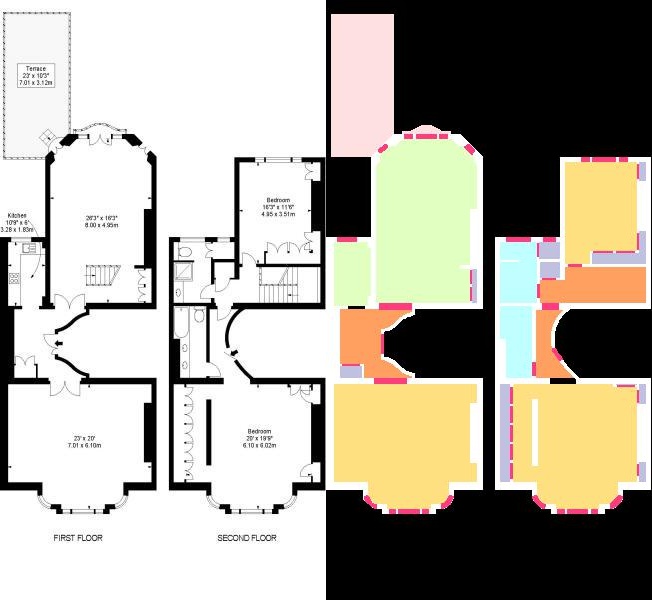 Terrace
23' x 10'3"
7.01 x 3.12m
Bedroom
16'3" x 11'6"
4.95 x 3.51m
Kitchen
10'9" x 6'
3.28 x 1.83m
26'3" x 16'3"
8.00 x 4.95m
23' x 20'
7.01 x 6.10m
Bedroom
20' x 19'9"
6.10 x 6.02m
FIRST FLOOR
SECOND FLOOR